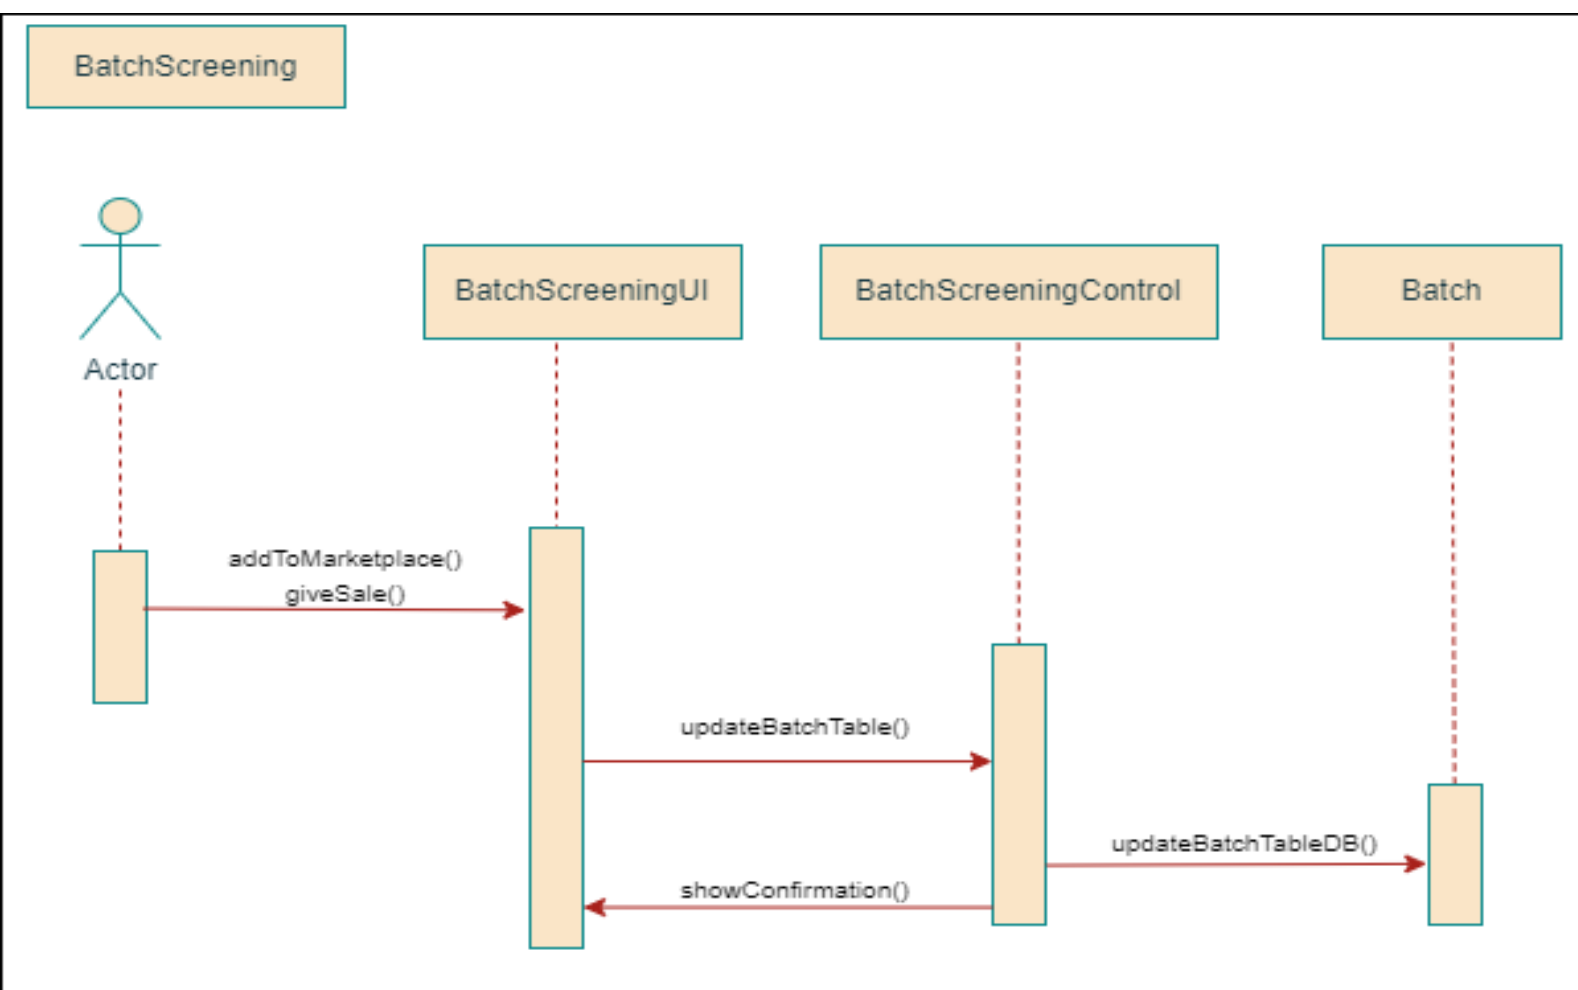 BatchScreening
BatchScreeningUI
BatchScreeningControl
Batch
Actor
addToMarketplace()
giveSale()
updateBatchTable()
updateBatchTableDB()
showConfirmation()